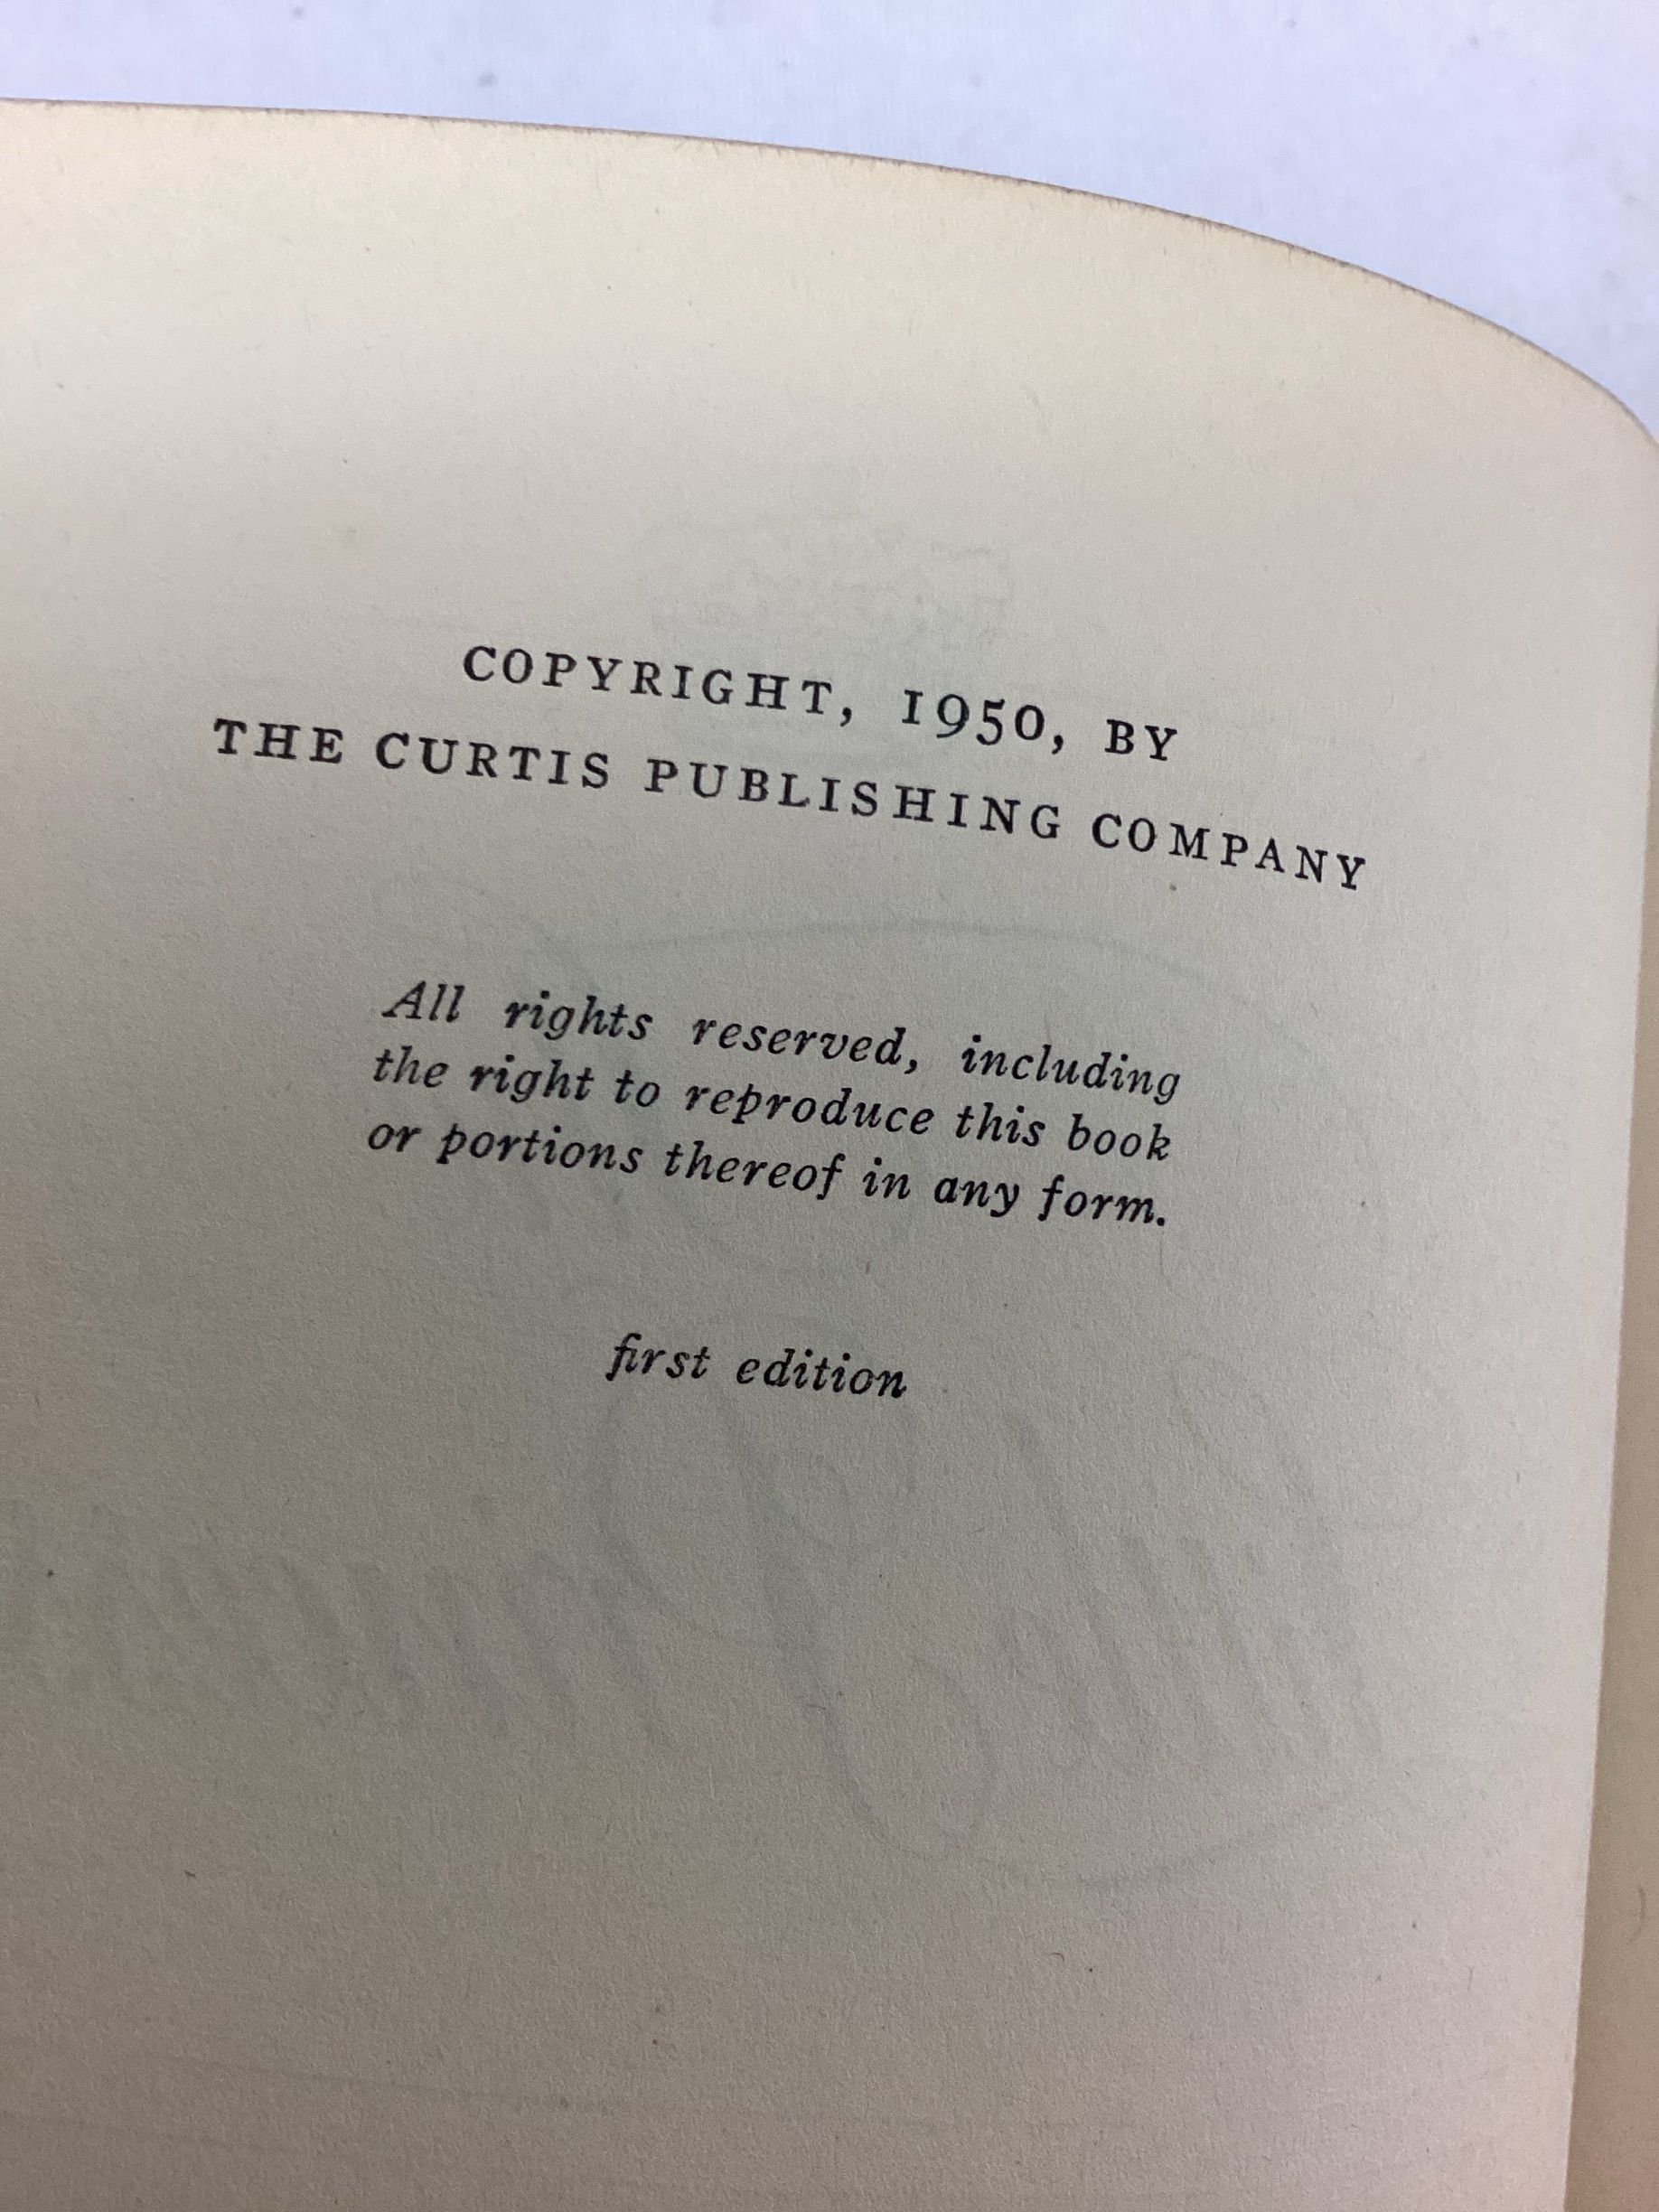 COPYRIGHT, 1950, BY
THE CURTIS PUBLISHING COMPANY
All rights reserved, including
the right to reproduce this book
or portions thereof in any form.
first edition